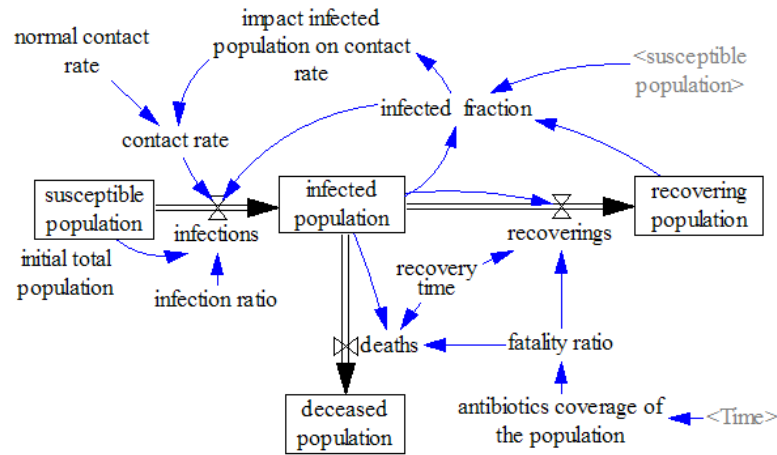 normal contact
rate
impact infected
population on contact
rate
<susceptible
population>
contact rate
infected fraction
susceptible
population
infections
infected
population
recoverings
recovering
population
initial total
population
infection ratio
recovery
time
deaths
fatality ratio
deceased
population
antibiotics coverage of
the population
<Time>